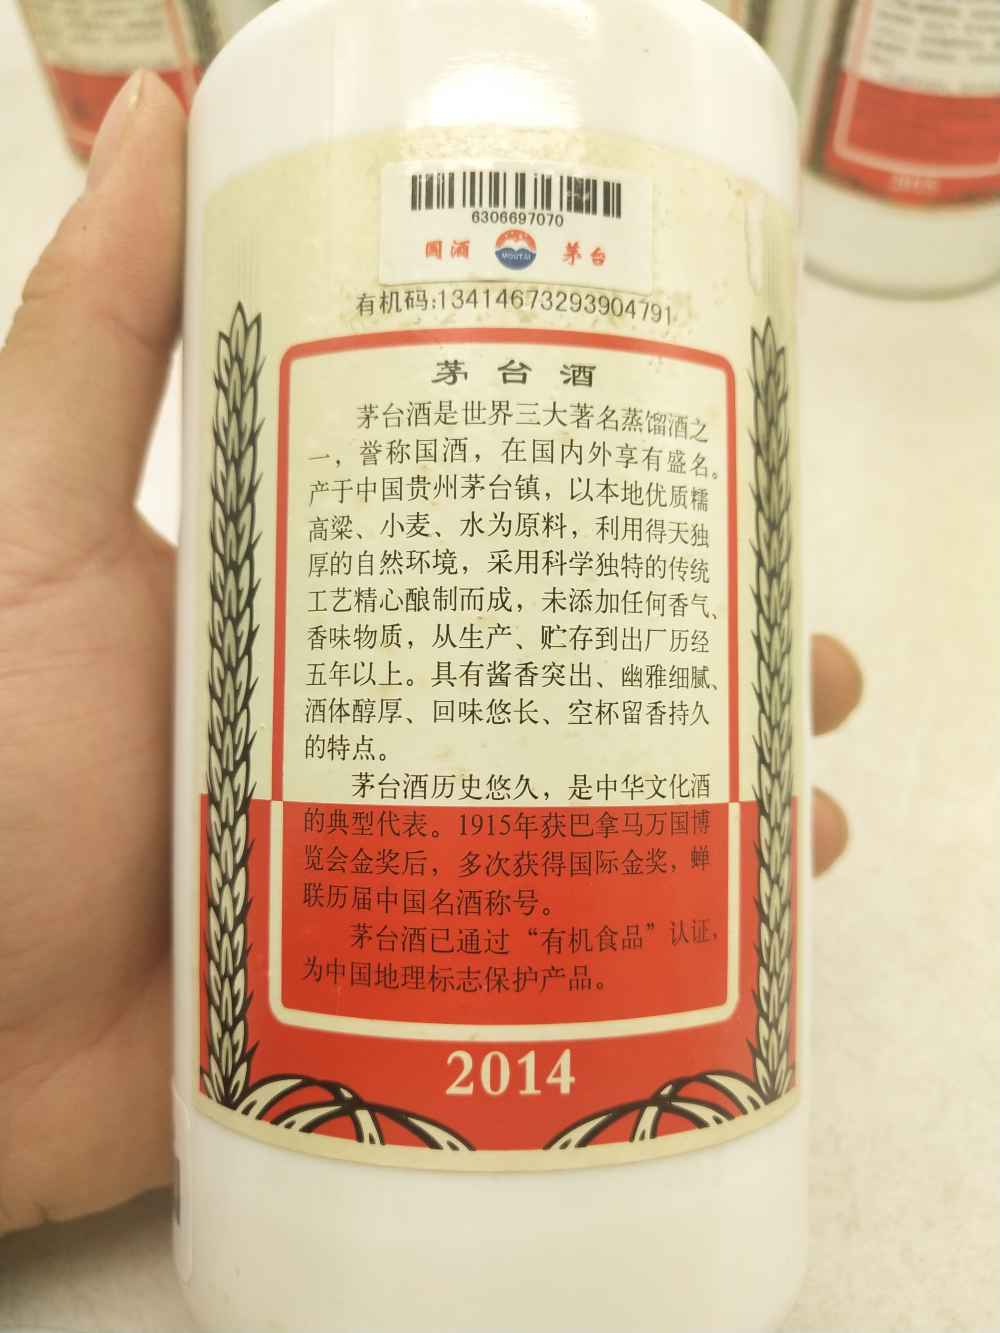 6306697070
国酒 MOUTAI 茅台
有机码:13414673293904791
茅台酒
茅台酒是世界三大著名蒸馏酒之
一，誉称国酒，在国内外享有盛名。
产于中国贵州茅台镇，以本地优质糯
高粱、小麦、水为原料，利用得天独
厚的自然环境，采用科学独特的传统
工艺精心酿制而成，未添加任何香气、
香味物质，从生产、贮存到出厂历经
五年以上。具有酱香突出、幽雅细腻、
酒体醇厚、回味悠长、空杯留香持久
的特点。
茅台酒历史悠久，是中华文化酒
的典型代表。1915年获巴拿马万国博
览会金奖后，多次获得国际金奖，蝉
联历届中国名酒称号。
茅台酒已通过“有机食品”认证，
为中国地理标志保护产品。
2014